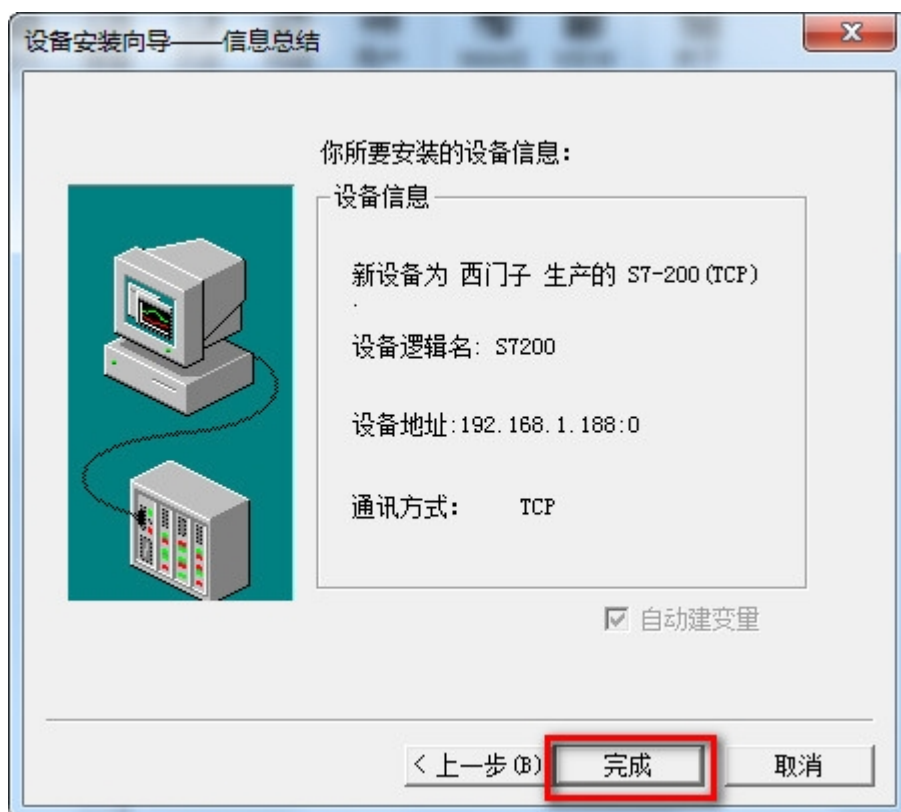 设备安装向导——信息总结
你所要安装的设备信息：
设备信息
新设备为 西门子 生产的 S7-200(TCP)
.
设备逻辑名: S7200
设备地址:192.168.1.188:0
通讯方式： TCP
自动建变量
< 上一步(B)
完成
取消